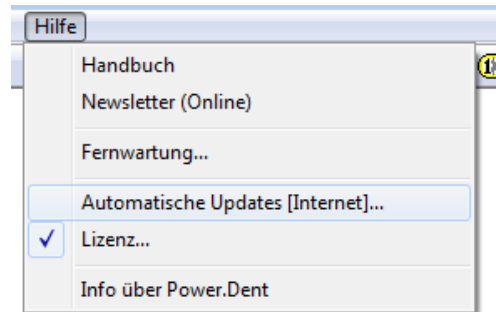 Hilfe
Handbuch
Newsletter (Online)
Fernwartung...
Automatische Updates [Internet]...
Lizenz...
Info über Power.Dent